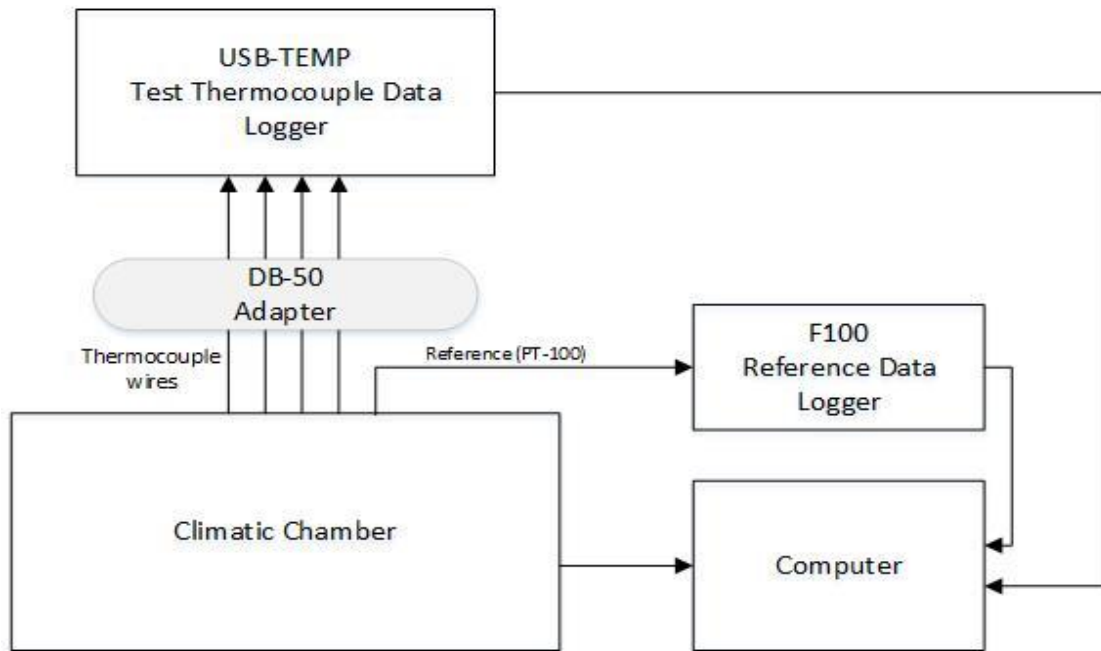 USB-TEMP
Test Thermocouple Data
Logger
DB-50
Adapter
Thermocouple
wires
Reference (PT-100)
F100
Reference Data
Logger
Climatic Chamber
Computer